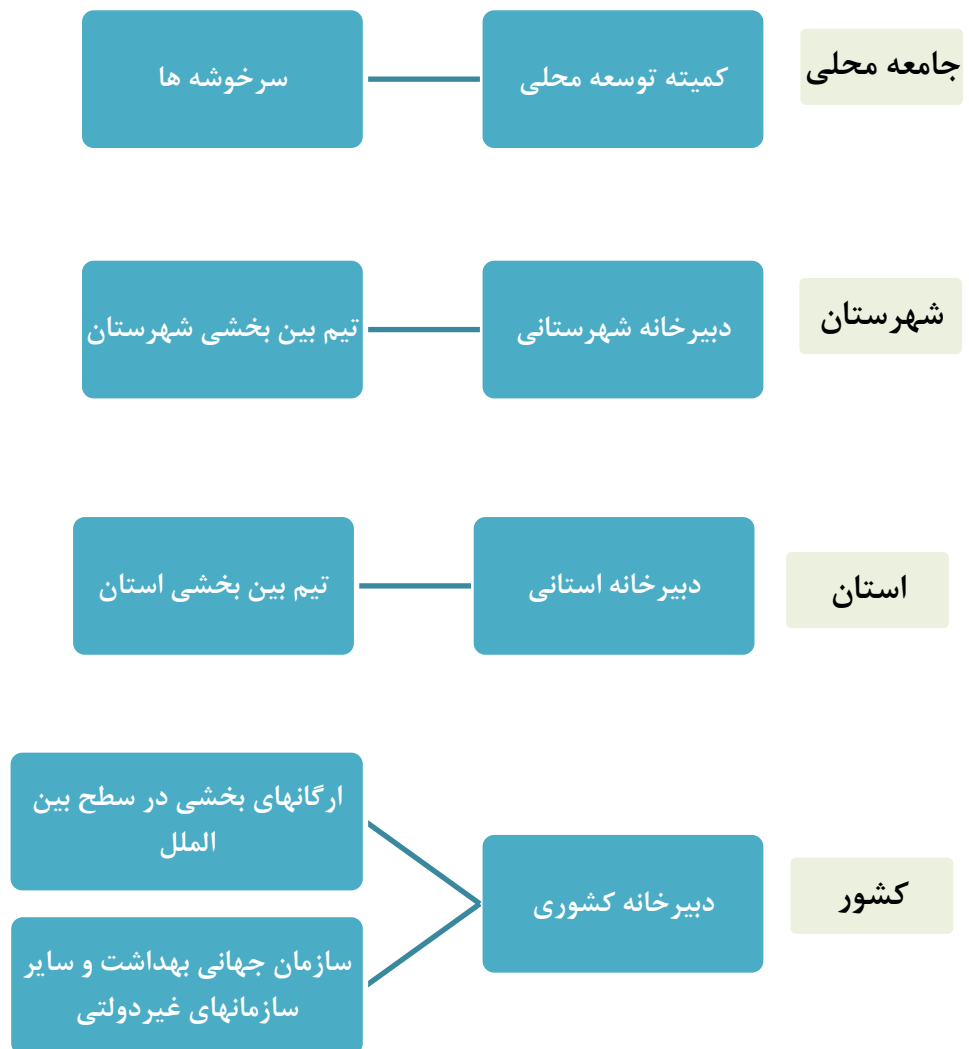 جامعه محلی
کمیته توسعه محلی
سرخوشه ها
شهرستان
دبیرخانه شهرستانی
تیم بین بخشی شهرستان
استان
دبیرخانه استانی
تیم بین بخشی استان
کشور
دبیرخانه کشوری
ارگانهای بخشی در سطح بین
الملل
سازمان جهانی بهداشت و سایر
سازمانهای غیردولتی